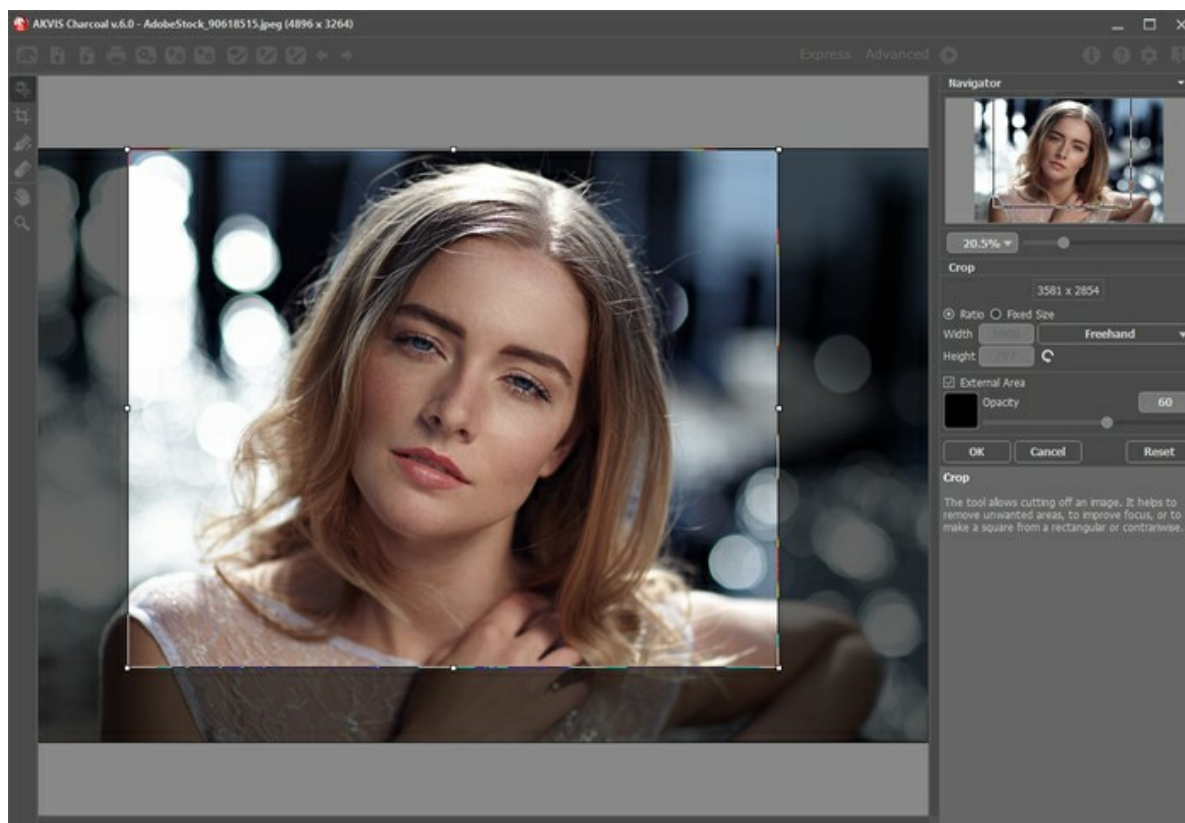 AKVIS Charcoal v.6.0 - AdobeStock_90618515.jpeg (4896 x 3264)
Express Advanced
Navigator
20.5%
Crop
3581 x 2854
Ratio Fixed Size
Width Freehand
Height
External Area
Opacity 60
OK Cancel Reset
Crop
The tool allows cutting off an image. It helps to
remove unwanted areas, to improve focus, or to
make a square from a rectangular or contrariwise.